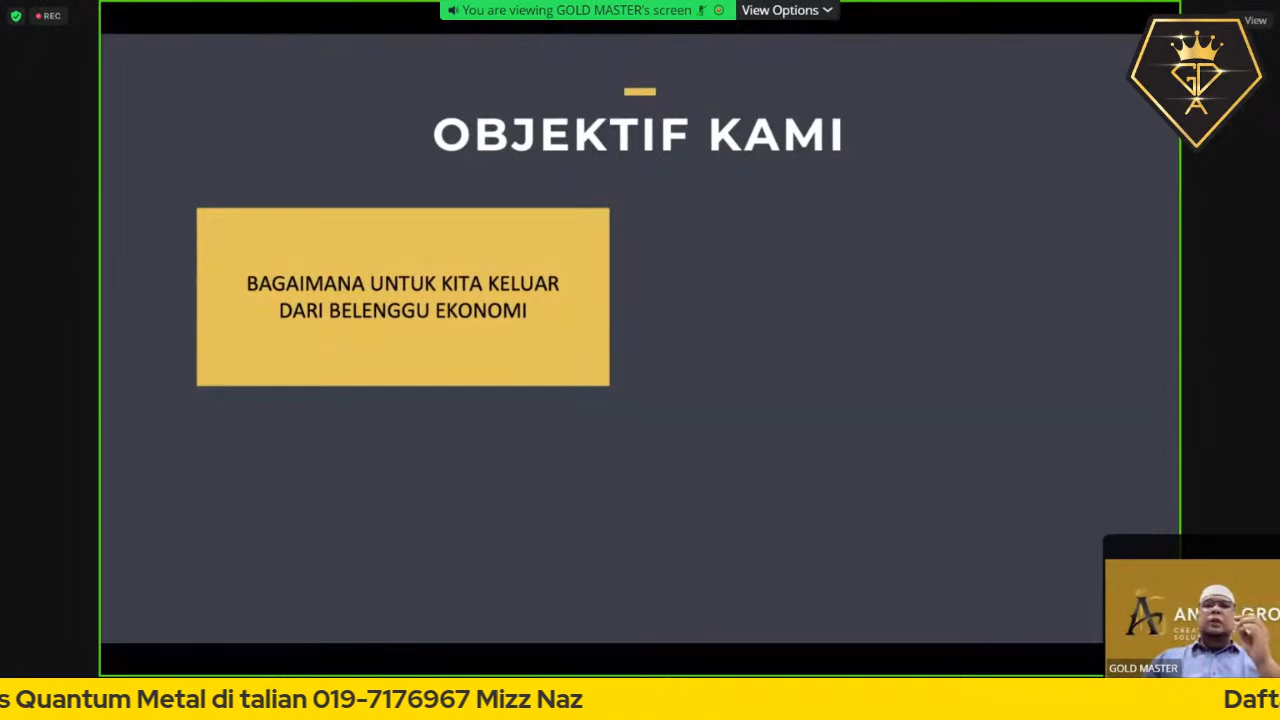 REC
You are viewing GOLD MASTER's screen
View Options
View
GA
OBJEKTIF KAMI
BAGAIMANA UNTUK KITA KELUAR
DARI BELENGGU EKONOMI
GOLD MASTER
s Quantum Metal di talian 019-7176967 Mizz Naz
Daft